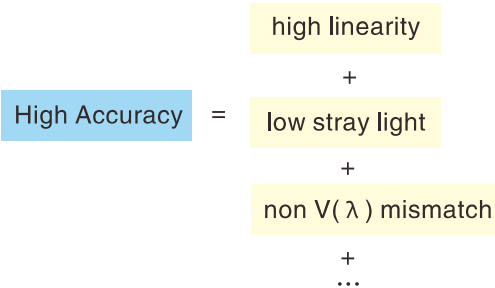 high linearity
+
High Accuracy = low stray light
+
non V( λ ) mismatch
+
...